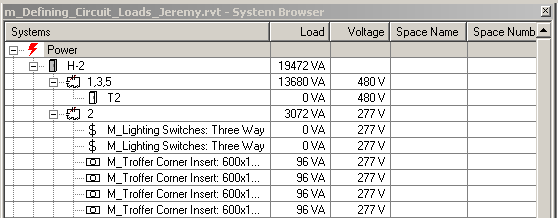 m_Defining_Circuit_Loads_Jeremy.rvt - System Browser
Systems Load Voltage Space Name Space Numb
Power
H-2 19472 VA
1,3,5 13680 VA 480 V
T2 0 VA 480 V
2 3072 VA 277 V
M_Lighting Switches: Three Way 0 VA 277 V
M_Lighting Switches: Three Way 0 VA 277 V
M_Troffer Corner Insert: 600x1... 96 VA 277 V
M_Troffer Corner Insert: 600x1... 96 VA 277 V
M_Troffer Corner Insert: 600x1... 96 VA 277 V
M_Troffer Corner Insert: 600x1... 96 VA 277 V